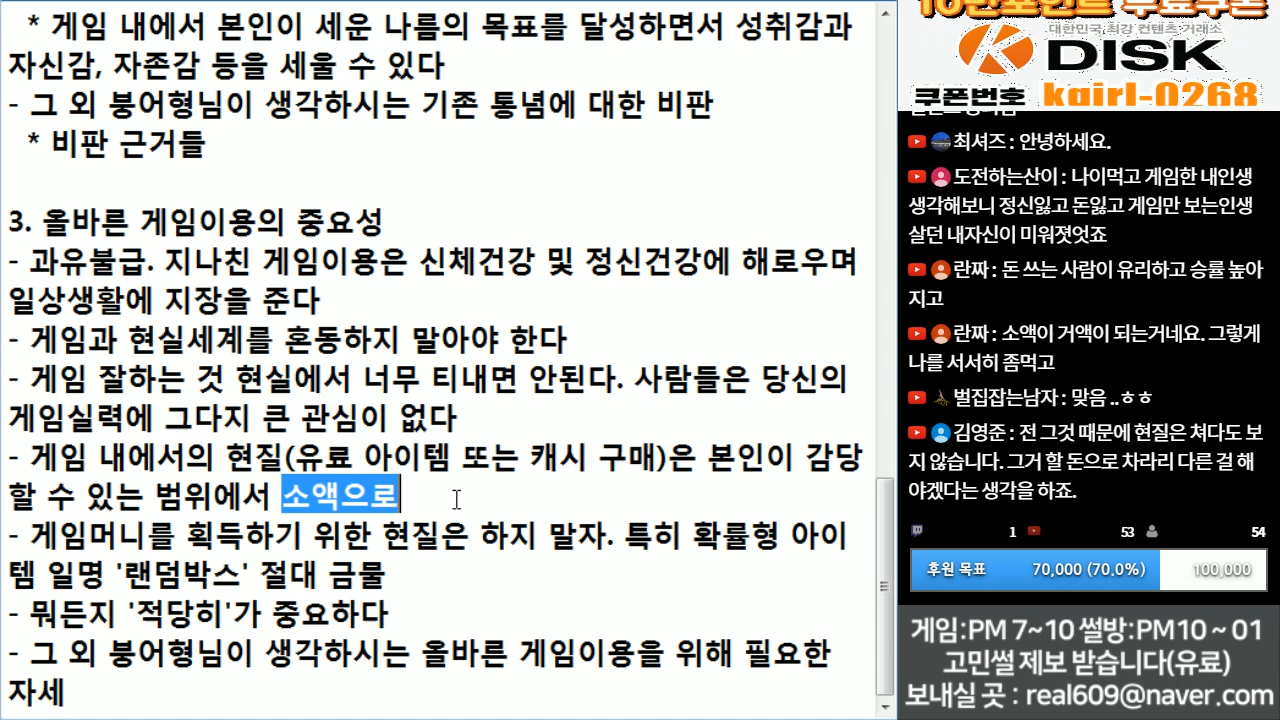 * 게임 내에서 본인이 세운 나름의 목표를 달성하면서 성취감과
자신감, 자존감 등을 세울 수 있다
- 그 외 붕어형님이 생각하시는 기존 통념에 대한 비판
* 비판 근거들
3. 올바른 게임이용의 중요성
- 과유불급. 지나친 게임이용은 신체건강 및 정신건강에 해로우며
일상생활에 지장을 준다
- 게임과 현실세계를 혼동하지 말아야 한다
- 게임 잘하는 것 현실에서 너무 티내면 안된다. 사람들은 당신의
게임실력에 그다지 큰 관심이 없다
- 게임 내에서의 현질(유료 아이템 또는 캐시 구매)은 본인이 감당
할 수 있는 범위에서 소액으로
- 게임머니를 획득하기 위한 현질은 하지 말자. 특히 확률형 아이
템 일명 '랜덤박스' 절대 금물
- 뭐든지 '적당히'가 중요하다
- 그 외 붕어형님이 생각하시는 올바른 게임이용을 위해 필요한
자세
대한민국 최강 컨텐츠 거래소
K DISK
쿠폰번호 kairl-0268
최셔즈 : 안녕하세요.
도전하는산이 : 나이먹고 게임한 내인생
생각해보니 정신잃고 돈잃고 게임만 보는인생
살던 내자신이 미워졋엇죠
란짜 : 돈 쓰는 사람이 유리하고 승률 높아
지고
란짜 : 소액이 거액이 되는거네요. 그렇게
나를 서서히 좀먹고
벌집잡는남자 : 맞음 ..ㅎㅎ
김영준 : 전 그것 때문에 현질은 쳐다도 보
지 않습니다. 그거 할 돈으로 차라리 다른 걸 해
야겠다는 생각을 하죠.
1 53 54
후원 목표 70,000 (70.0%) 100,000
게임:PM 7~10 썰방:PM10 ~ 01
고민썰 제보 받습니다(유료)
보내실 곳 : real609@naver.com